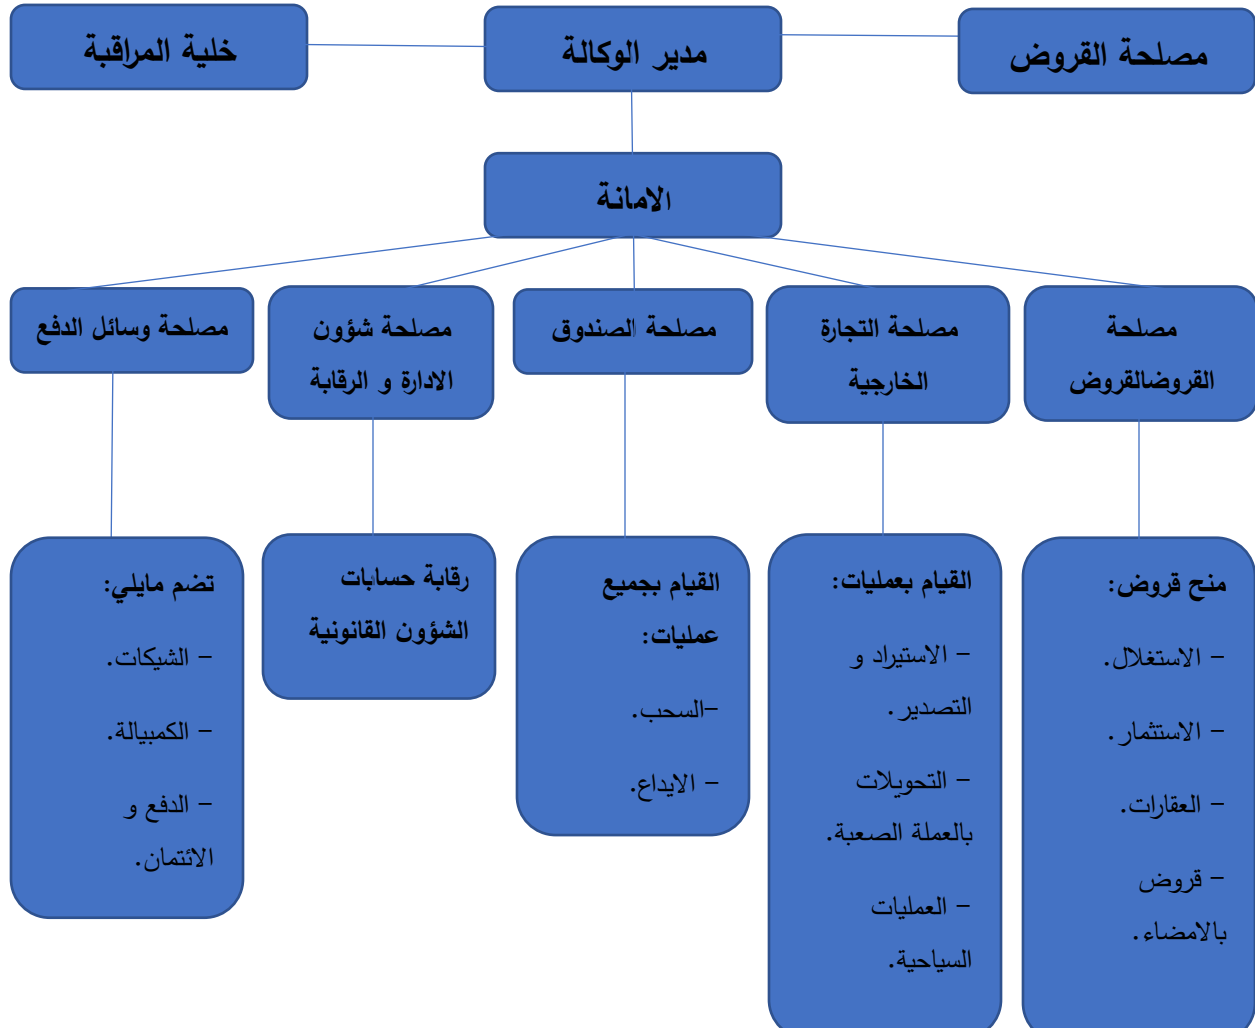 مصلحة القروض
مدير الوكالة
خلية المراقبة
الامانة
مصلحة
القروضالقروض
مصلحة التجارة
الخارجية
مصلحة الصندوق
مصلحة شؤون
الادارة و الرقابة
مصلحة وسائل الدفع
منح قروض:
– الاستغلال.
– الاستثمار.
– العقارات.
– قروض
بالامضاء.
القيام بعمليات:
– الاستيراد و
التصدير.
– التحويلات
بالعملة الصعبة.
– العمليات
السياحية.
القيام بجميع
عمليات:
–السحب.
– الايداع.
رقابة حسابات
الشؤون القانونية
تضم مايلي:
– الشيكات.
– الكمبيالة.
– الدفع و
الائتمان.